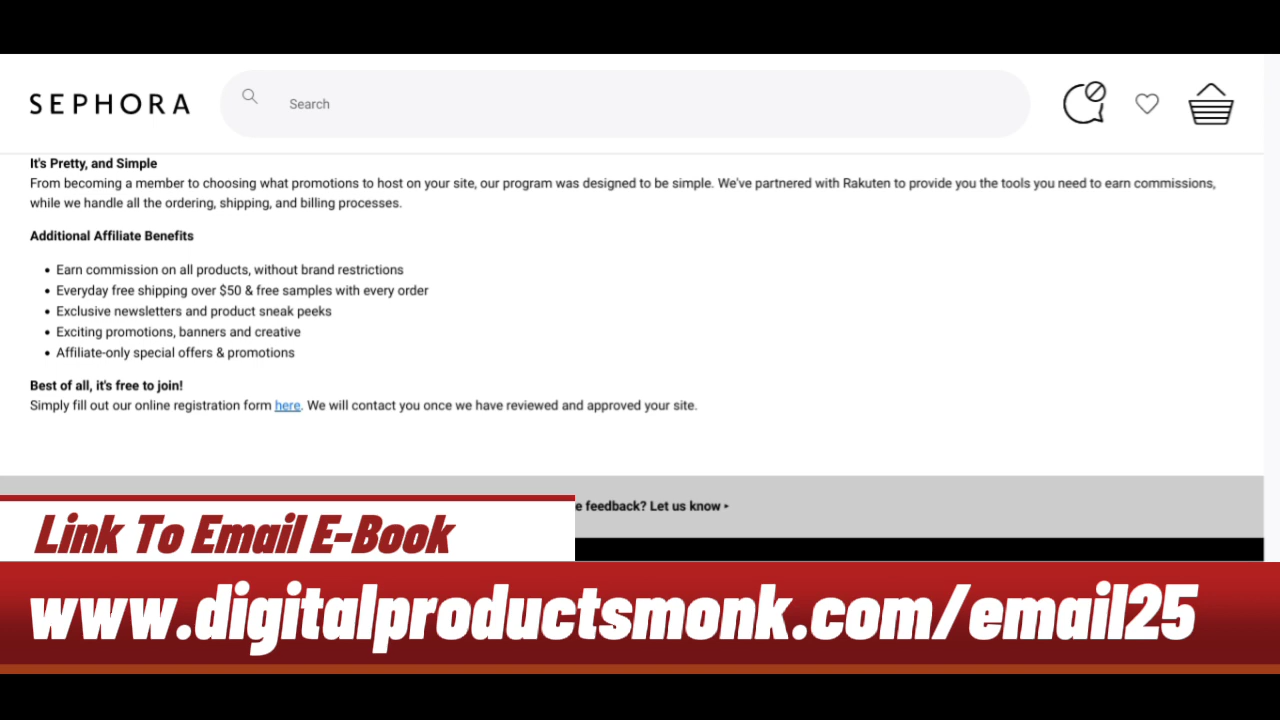 SEPHORA
Search
It's Pretty, and Simple
From becoming a member to choosing what promotions to host on your site, our program was designed to be simple. We've partnered with Rakuten to provide you the tools you need to earn commissions,
while we handle all the ordering, shipping, and billing processes.
Additional Affiliate Benefits
• Earn commission on all products, without brand restrictions
• Everyday free shipping over $50 & free samples with every order
• Exclusive newsletters and product sneak peeks
• Exciting promotions, banners and creative
• Affiliate-only special offers & promotions
Best of all, it's free to join!
Simply fill out our online registration form here. We will contact you once we have reviewed and approved your site.
feedback? Let us know ‣
Link To Email E-Book
www.digitalproductsmonk.com/email25